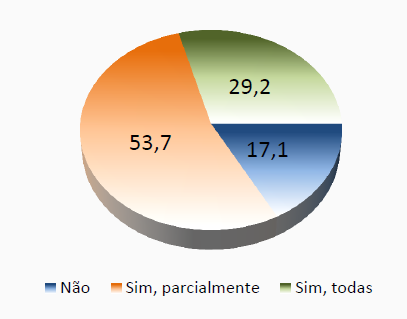 29,2
53,7
17,1
Não Sim, parcialmente Sim, todas